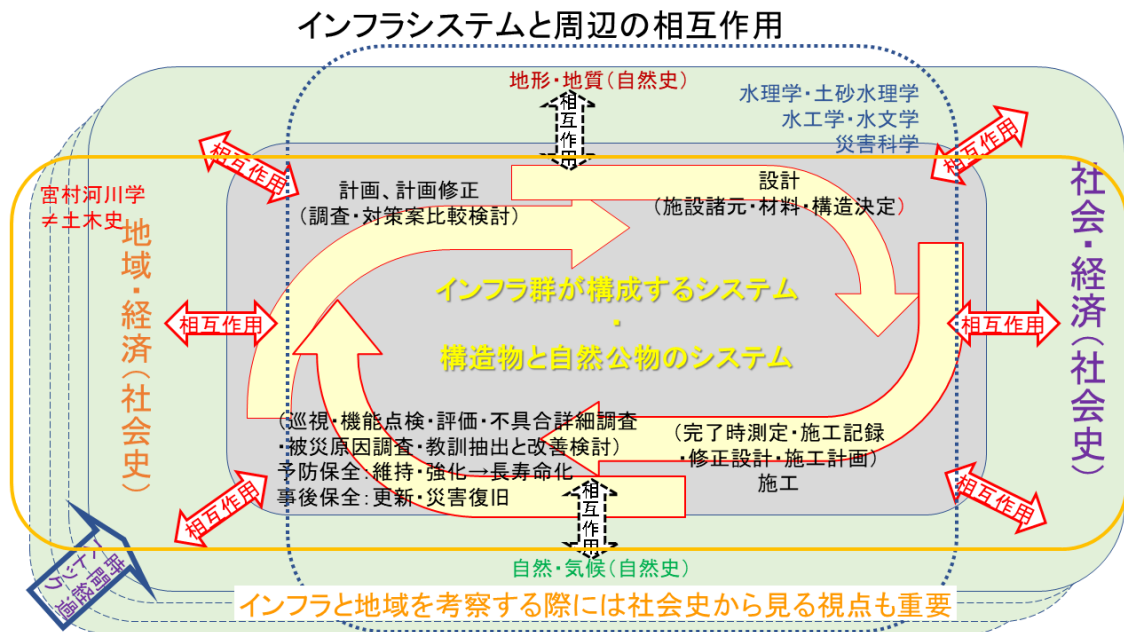 インフラシステムと周辺の相互作用
地形・地質(自然史)
水理学・土砂水理学
水工学・水文学
災害科学
相互作用
相互作用
相互作用
宮村河川学
≠土木史
地域・経済(社会史)
社会・経済(社会史)
計画、計画修正
(調査・対策案比較検討)
設計
(施設諸元・材料・構造決定)
インフラ群が構成するシステム
・
構造物と自然公物のシステム
相互作用
相互作用
(巡視・機能点検・評価・不具合詳細調査
・被災原因調査・教訓抽出と改善検討)
予防保全:維持・強化→長寿命化
事後保全:更新・災害復旧
(完了時測定・施工記録
・修正設計・施工計画)
施工
相互作用
相互作用
相互作用
自然・気候(自然史)
時間経過
ストック
インフラと地域を考察する際には社会史から見る視点も重要